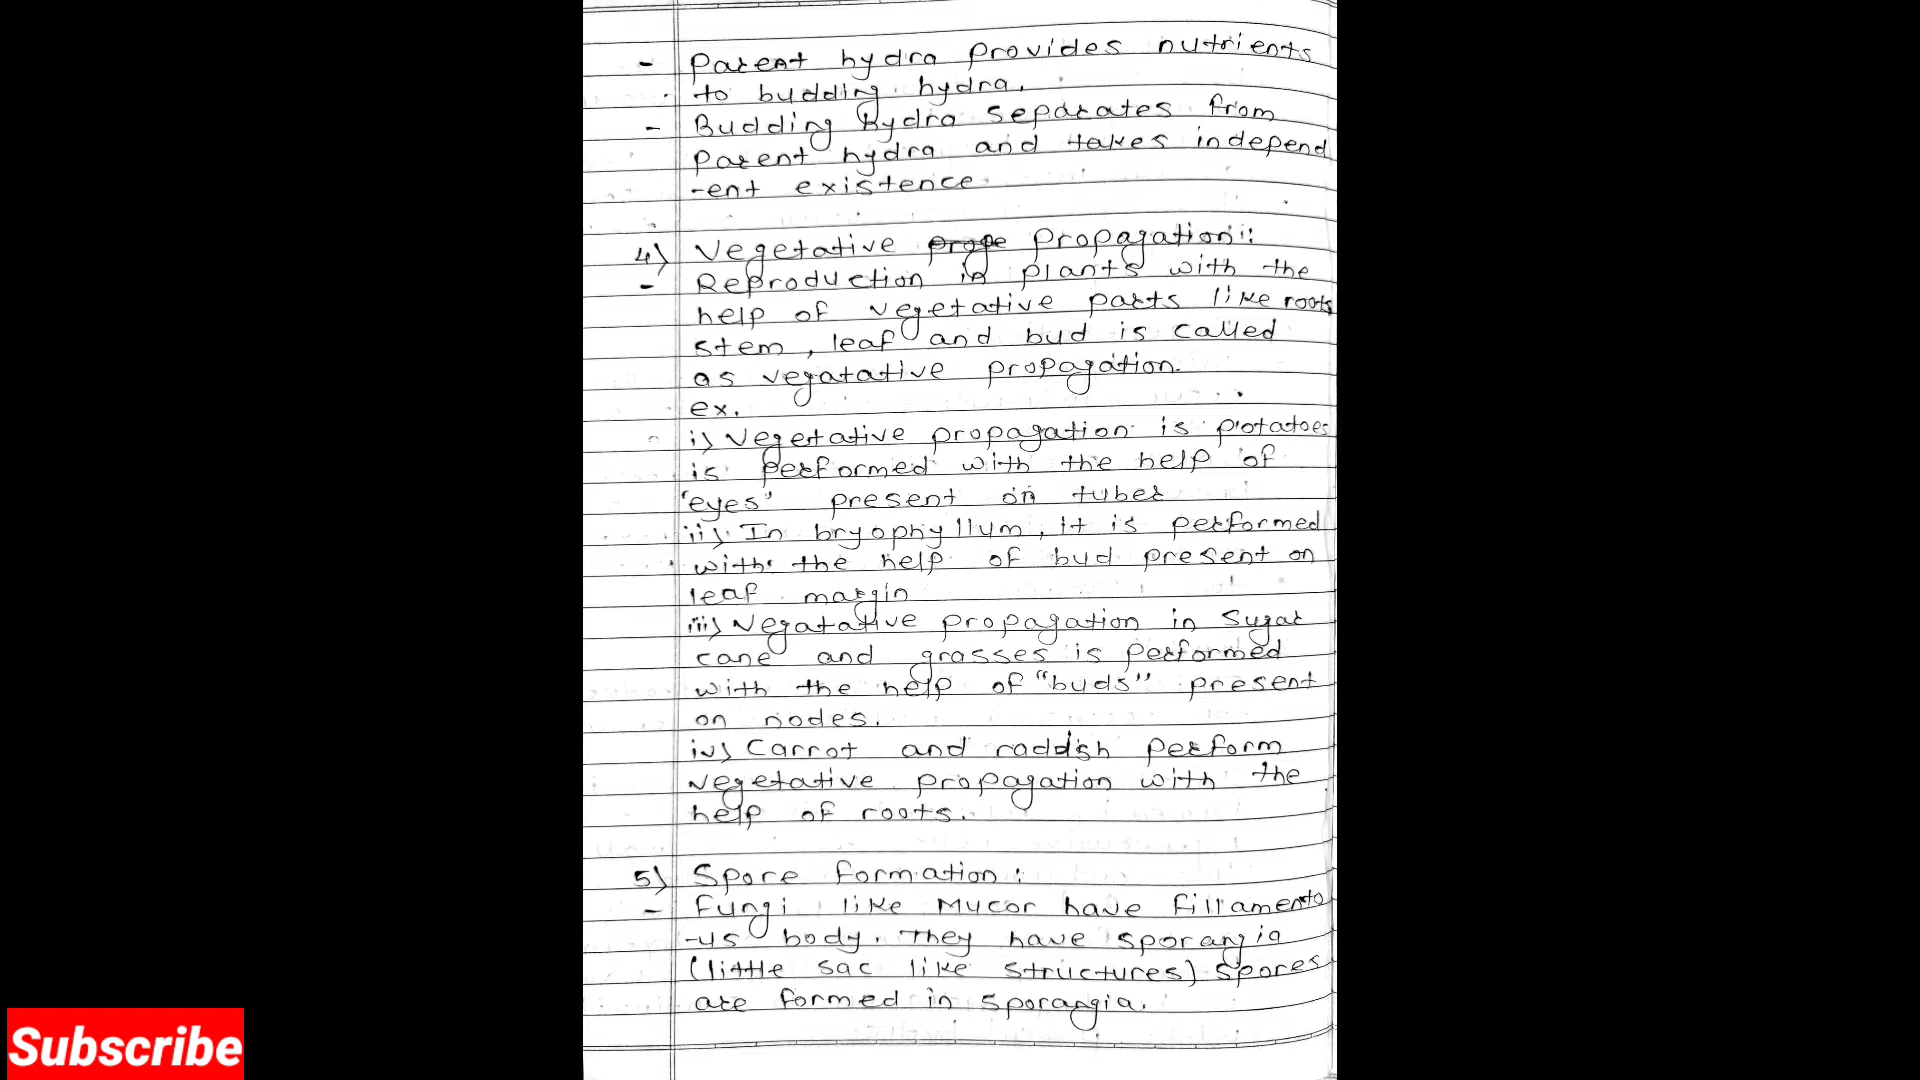 - Parent hydra provides nutrients
to budding hydra.
- Budding hydra separates from
parent hydra and takes independ
-ent existence.
4) Vegetative prope propagation:
- Reproduction in plants with the
help of vegetative parts like roots
stem, leaf and bud is called
as vegatative propagation.
ex.
i) Vegetative propagation is potatoes
is performed with the help of
'eyes' present on tuber
ii) In bryophyllum, it is performed
with the help of bud present on
leaf margin
iii) Vegatative propagation in sugar
cane and grasses is performed
with the help of "buds" present
on nodes.
iv) Carrot and raddish perform
vegetative propagation with the
help of roots.
5) Spore formation:
- Fungi like Mucor have fillamento
-us body. They have sporangia
(little sac like structures) spores
are formed in sporangia.
Subscribe